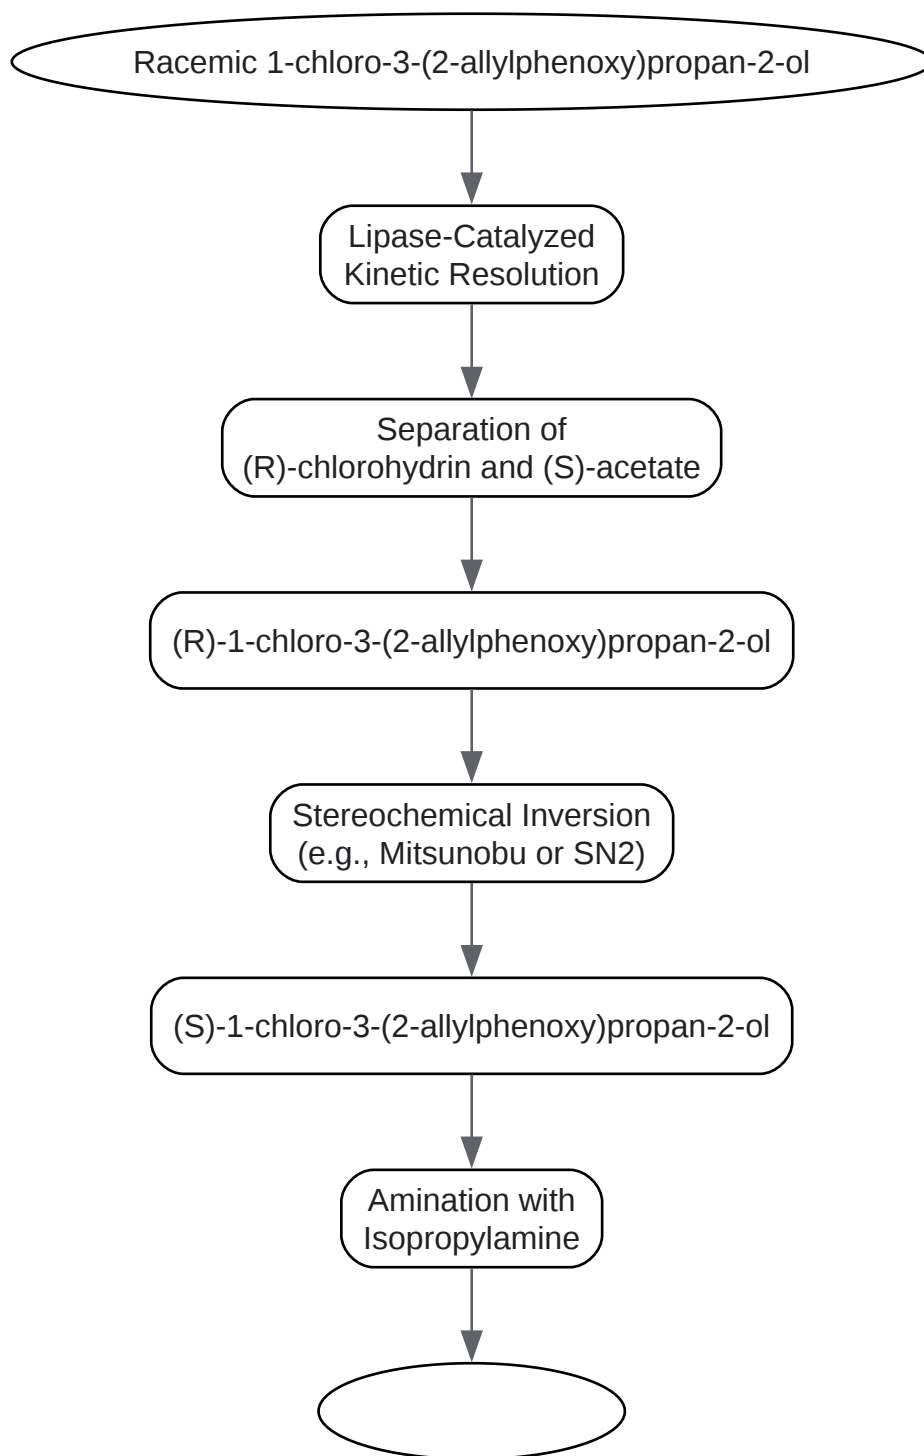 Racemic 1-chloro-3-(2-allylphenoxy)propan-2-ol
Lipase-Catalyzed
Kinetic Resolution
Separation of
(R)-chlorohydrin and (S)-acetate
(R)-1-chloro-3-(2-allylphenoxy)propan-2-ol
Stereochemical Inversion
(e.g., Mitsunobu or SN2)
(S)-1-chloro-3-(2-allylphenoxy)propan-2-ol
Amination with
Isopropylamine